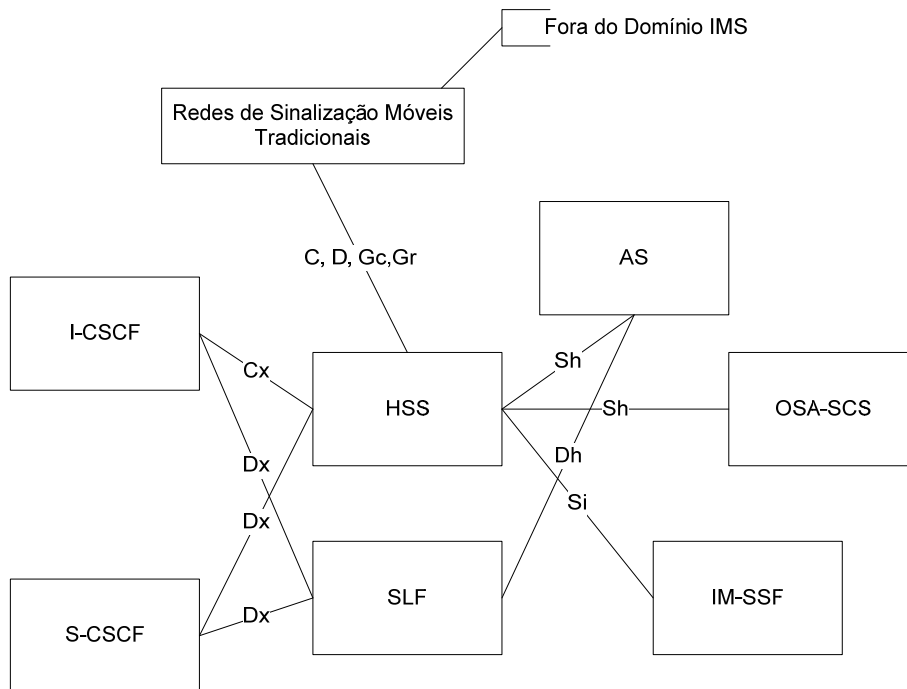 Fora do Domínio IMS
Redes de Sinalização Móveis
Tradicionais
C, D, Gc,Gr
AS
I-CSCF
Cx
Sh
HSS
Sh
OSA-SCS
Dx
Dh
Si
Dx
SLF
IM-SSF
Dx
S-CSCF